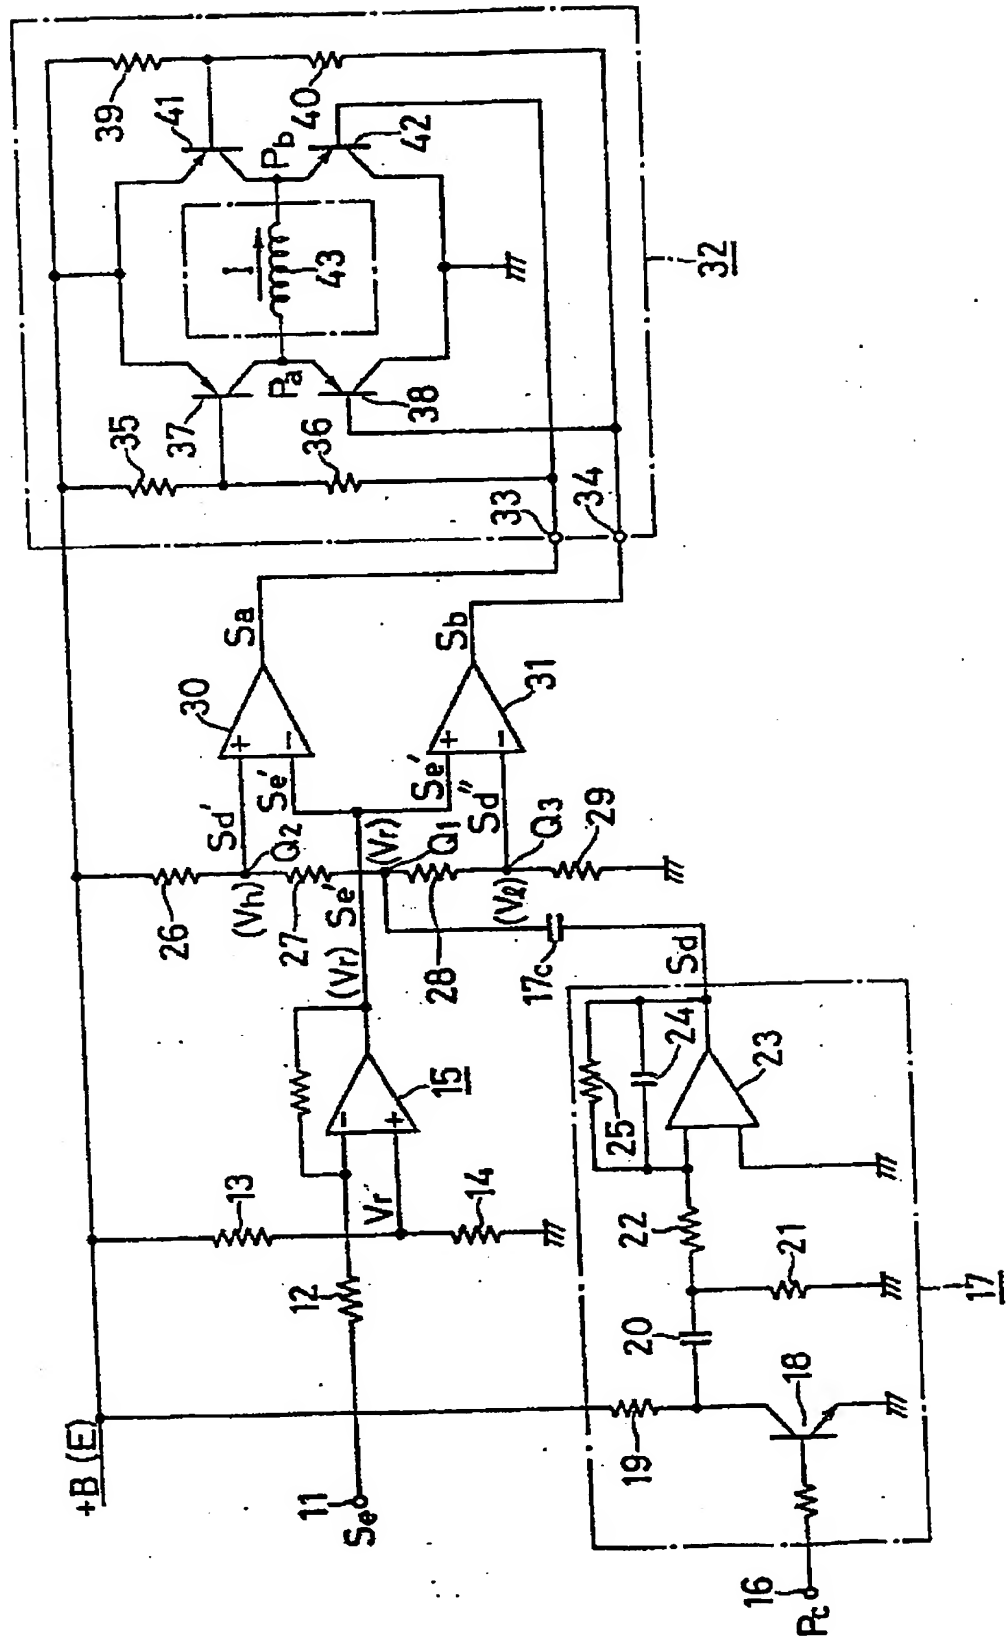 +B (E)
11
Se
12
13
14
Vr
15
−
+
(Vr)
Se'
26
(Vh)
27
Q2
Sd'
Se'
(Vr)
Q1
28
(Vℓ)
Q3
29
Se'
Sd"
30
+
−
31
+
−
Sa
Sb
33
34
35
36
37
38
Pa
I
43
Pb
39
40
41
42
32
16
Pc
18
19
20
21
22
23
24
25
Sd
17c
17